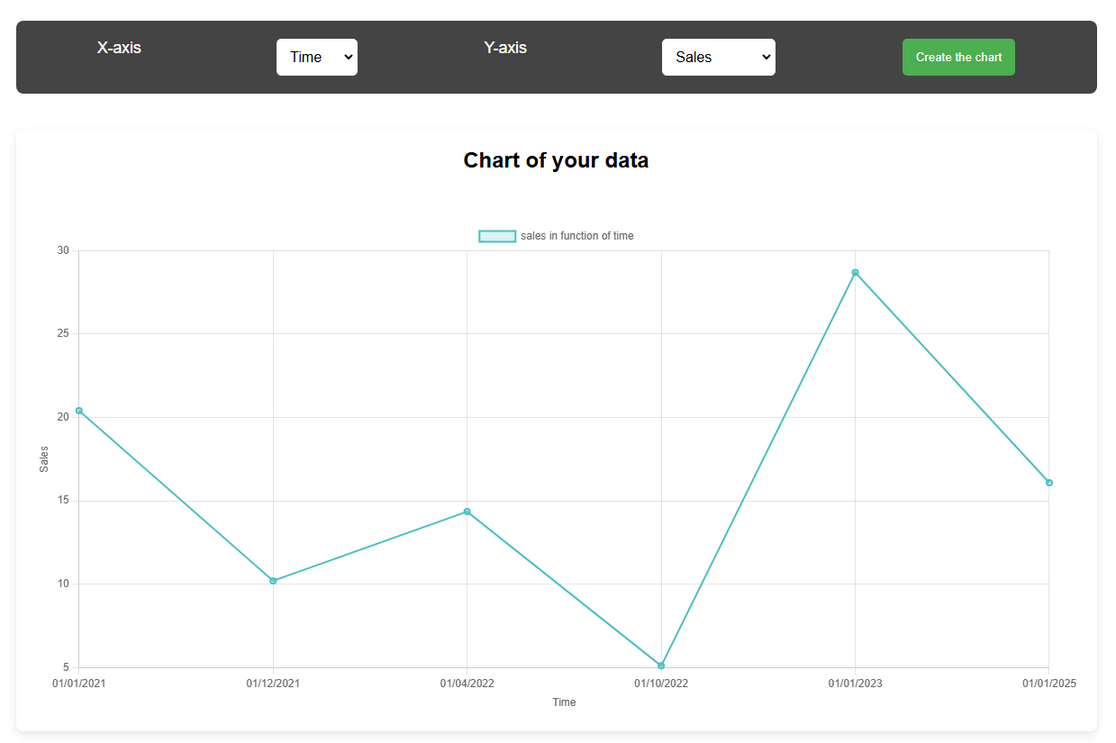 X-axis
Time
Y-axis
Sales
Create the chart
Chart of your data
sales in function of time
30
25
20
15
10
5
Sales
01/01/2021 01/12/2021 01/04/2022 01/10/2022 01/01/2023 01/01/2025
Time